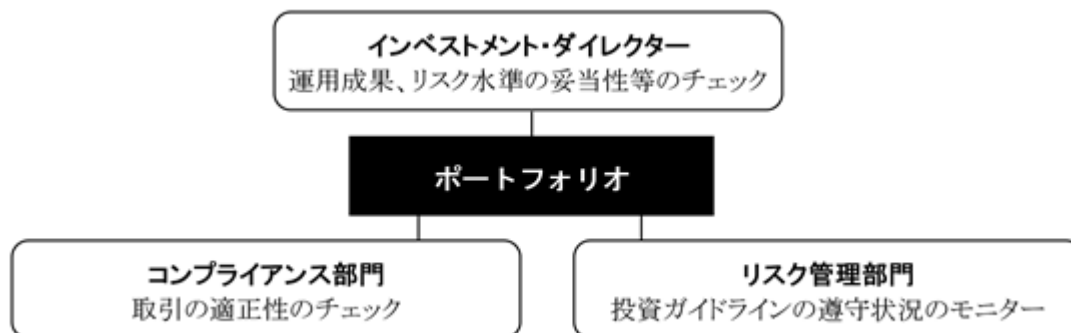 インベストメント・ダイレクター
運用成果、リスク水準の妥当性等のチェック
ポートフォリオ
コンプライアンス部門
取引の適正性のチェック
リスク管理部門
投資ガイドラインの遵守状況のモニター